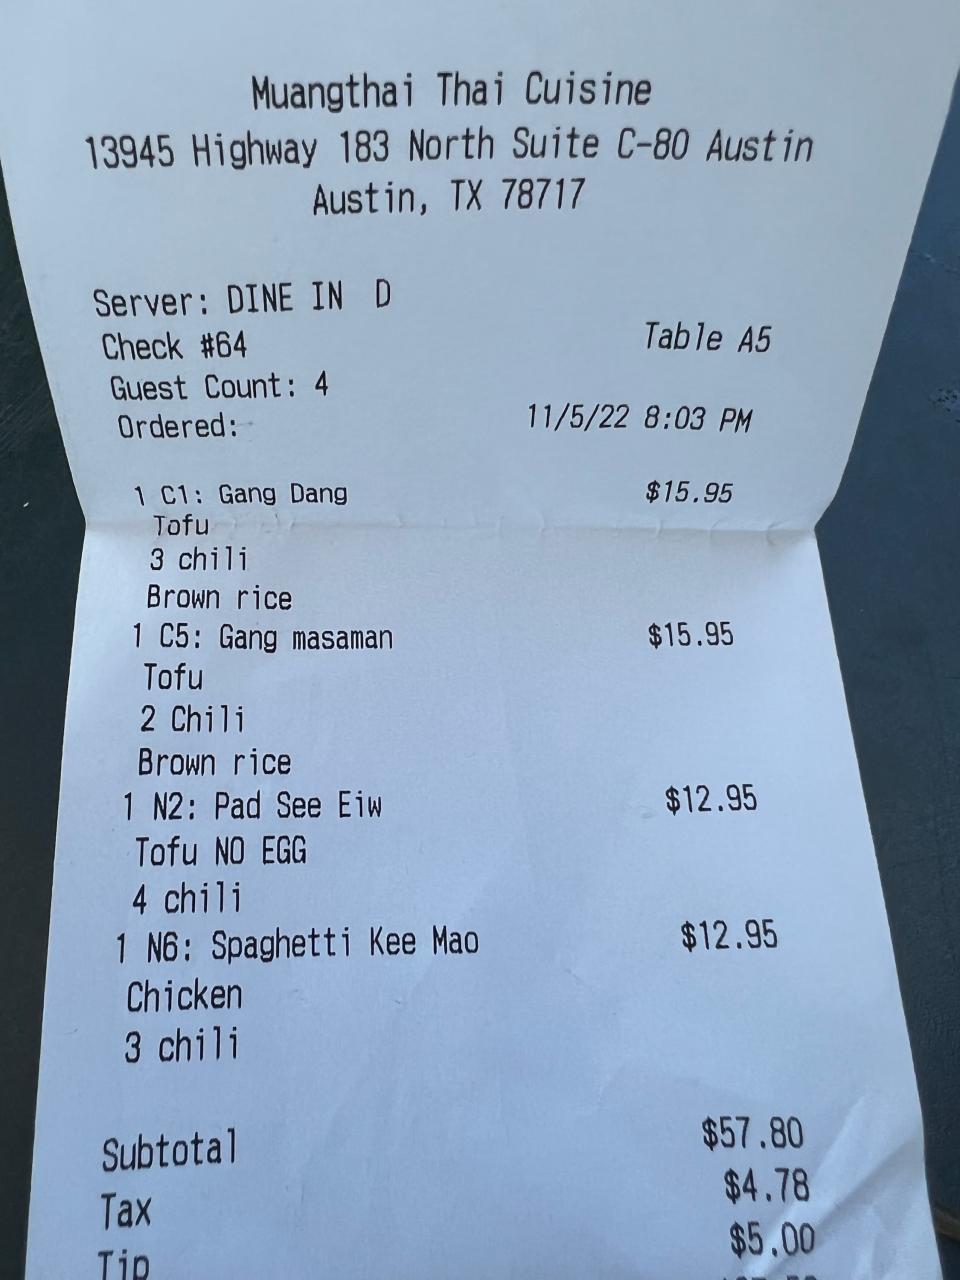 Muangthai Thai Cuisine
13945 Highway 183 North Suite C-80 Austin
Austin, TX 78717
Server: DINE IN D
Check #64 Table A5
Guest Count: 4
Ordered: 11/5/22 8:03 PM
1 C1: Gang Dang $15.95
Tofu
3 chili
Brown rice
1 C5: Gang masaman $15.95
Tofu
2 Chili
Brown rice
1 N2: Pad See Eiw $12.95
Tofu NO EGG
4 chili
1 N6: Spaghetti Kee Mao $12.95
Chicken
3 chili
Subtotal $57.80
Tax $4.78
Tip $5.00